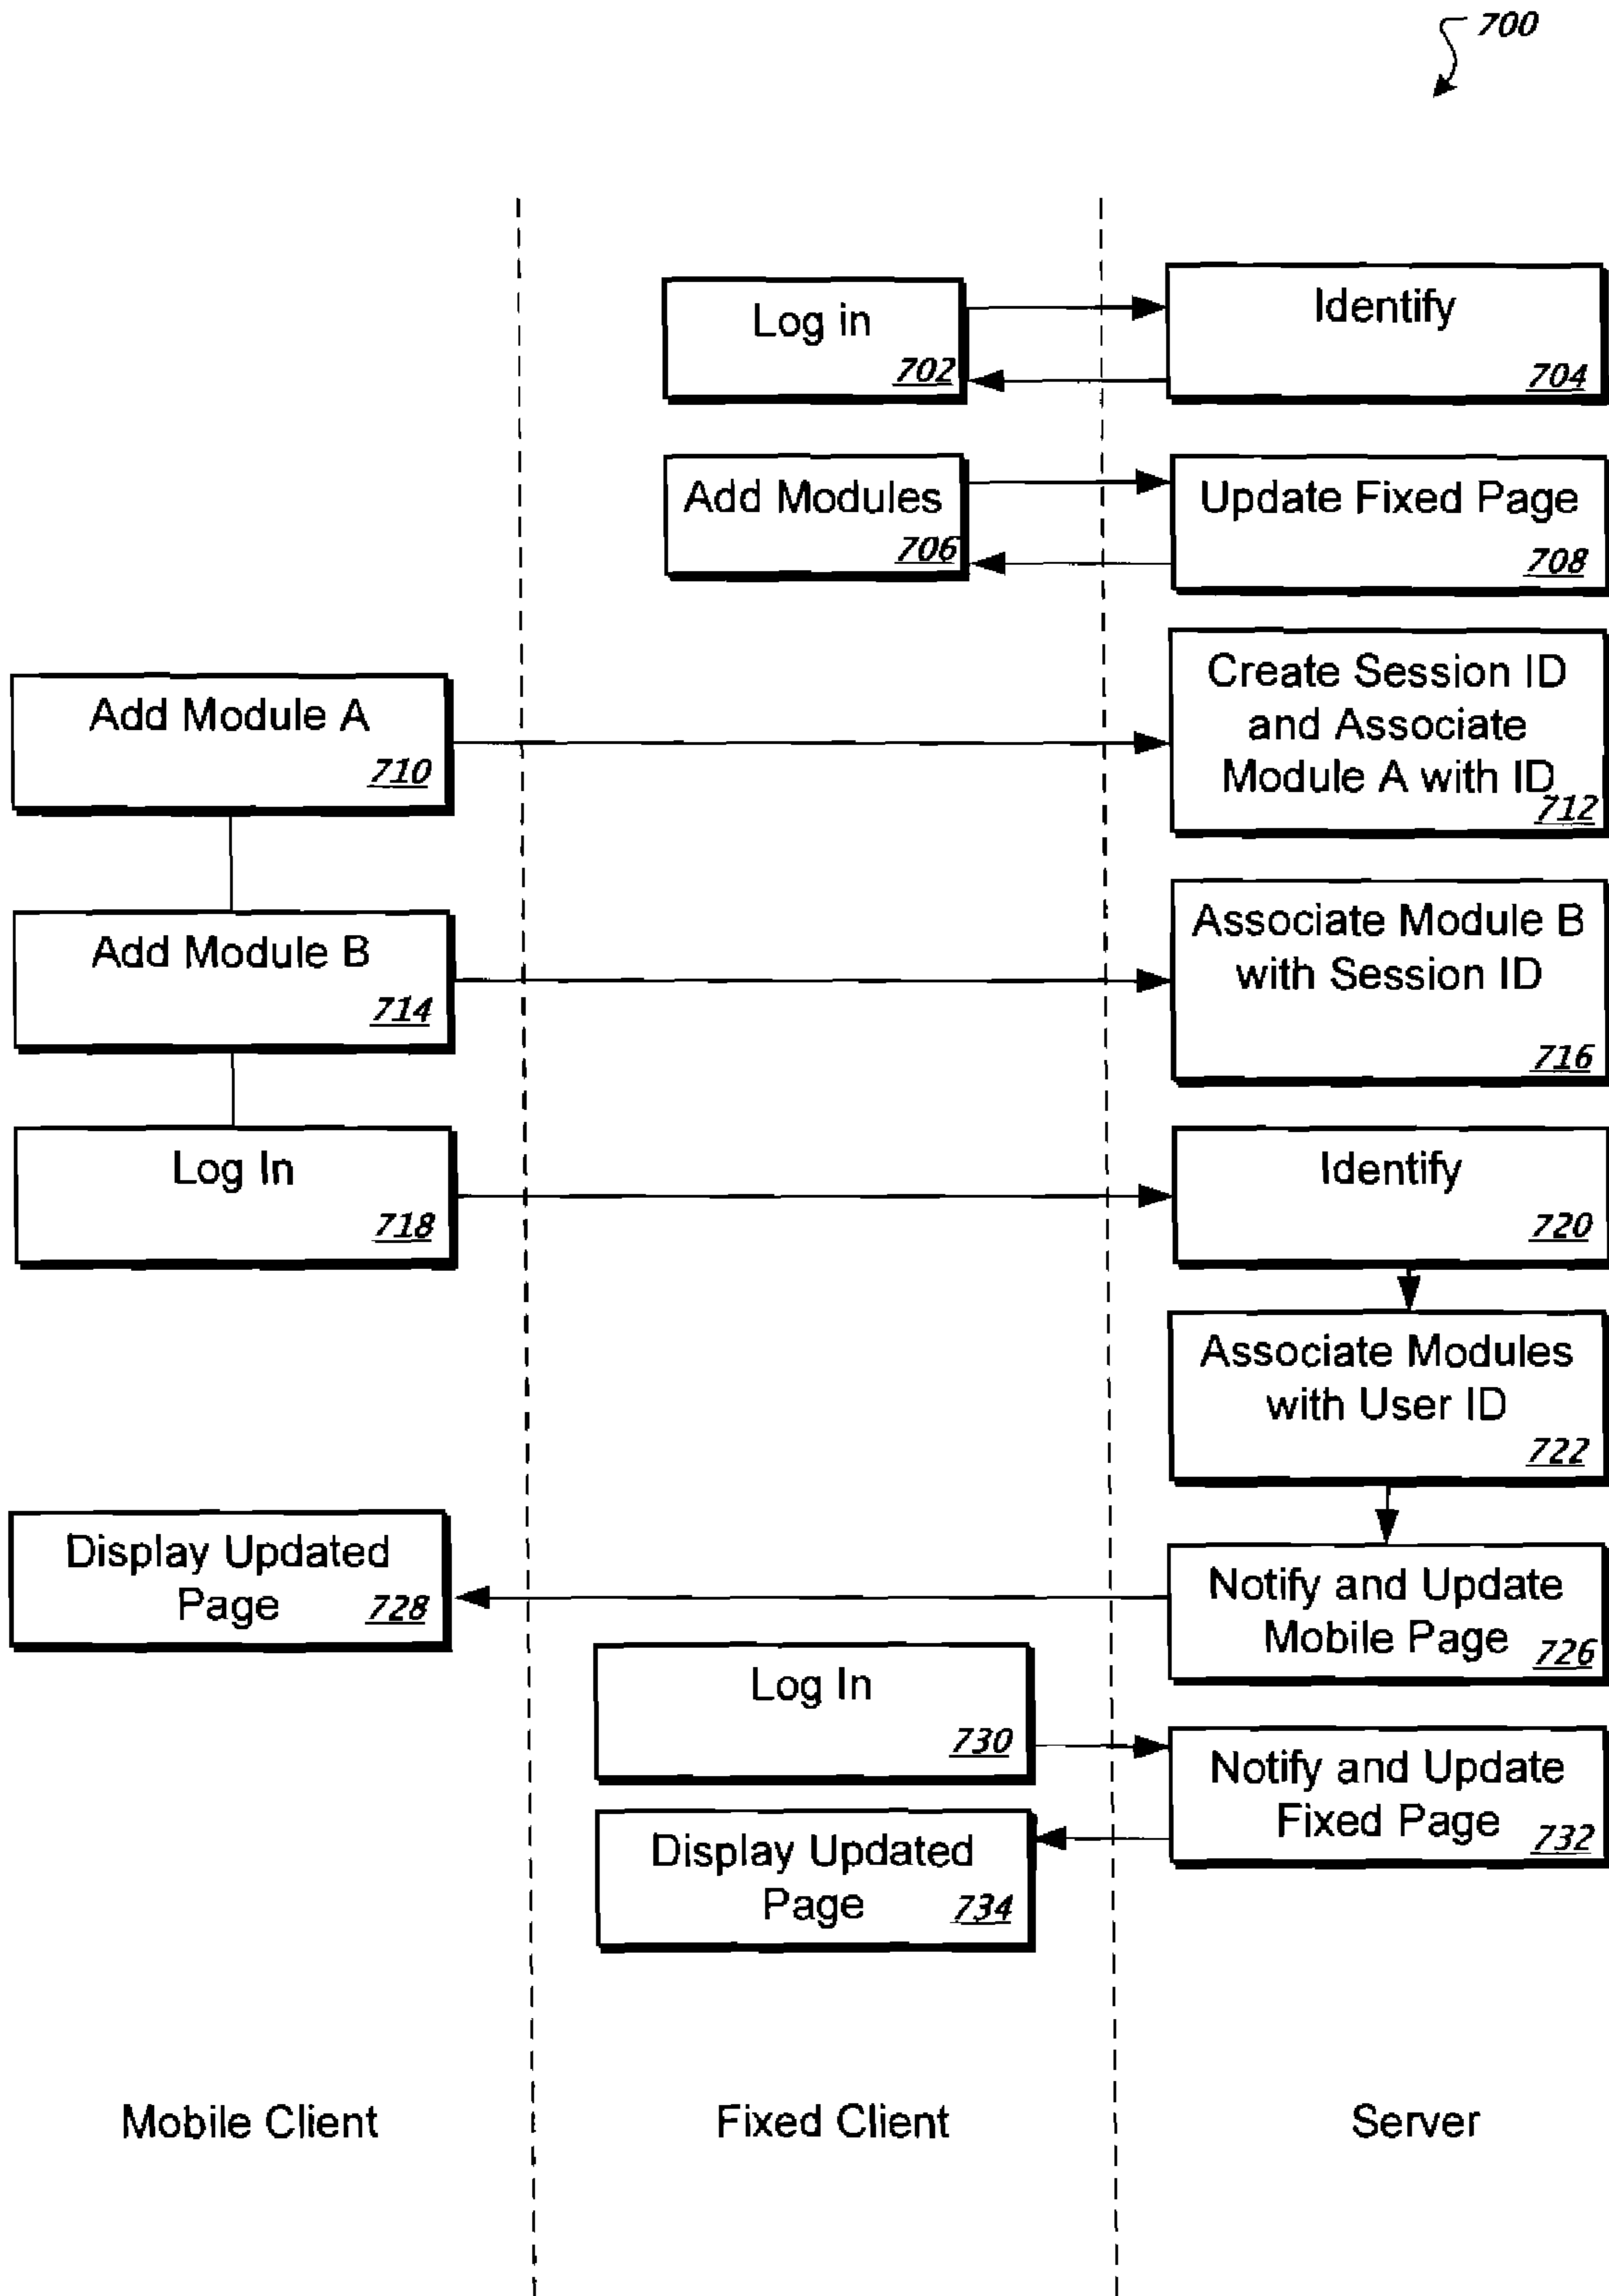 700
Log in
702
Identify
704
Add Modules
706
Update Fixed Page
708
Create Session ID
and Associate
Module A with ID
712
Add Module A
710
Associate Module B
with Session ID
716
Add Module B
714
Log In
718
Identify
720
Associate Modules
with User ID
722
Display Updated
Page 728
Notify and Update
Mobile Page 726
Log In
730
Notify and Update
Fixed Page 732
Display Updated
Page 734
Mobile Client
Fixed Client
Server